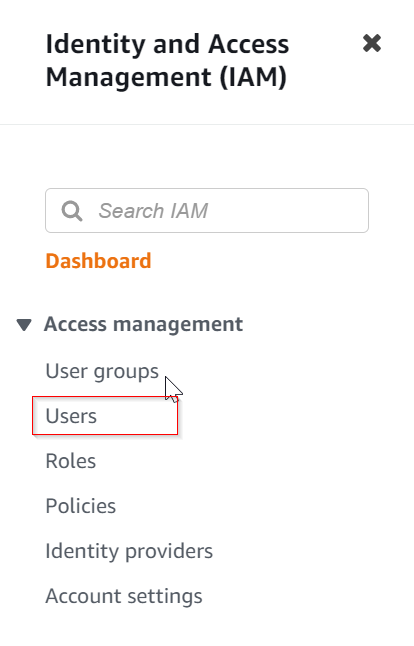 Identity and Access
Management (IAM)
Search IAM
Dashboard
Access management
User groups
Users
Roles
Policies
Identity providers
Account settings